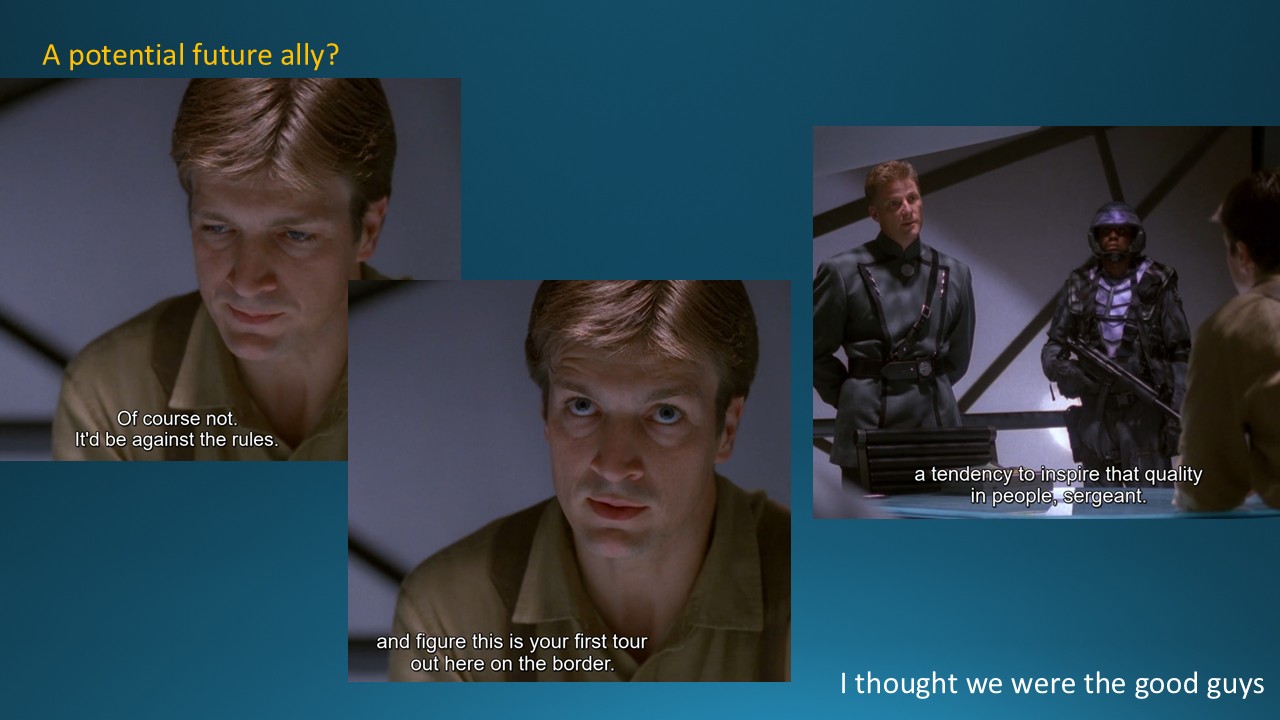 A potential future ally?
Of course not.
It'd be against the rules.
and figure this is your first tour
out here on the border.
a tendency to inspire that quality
in people, sergeant.
I thought we were the good guys